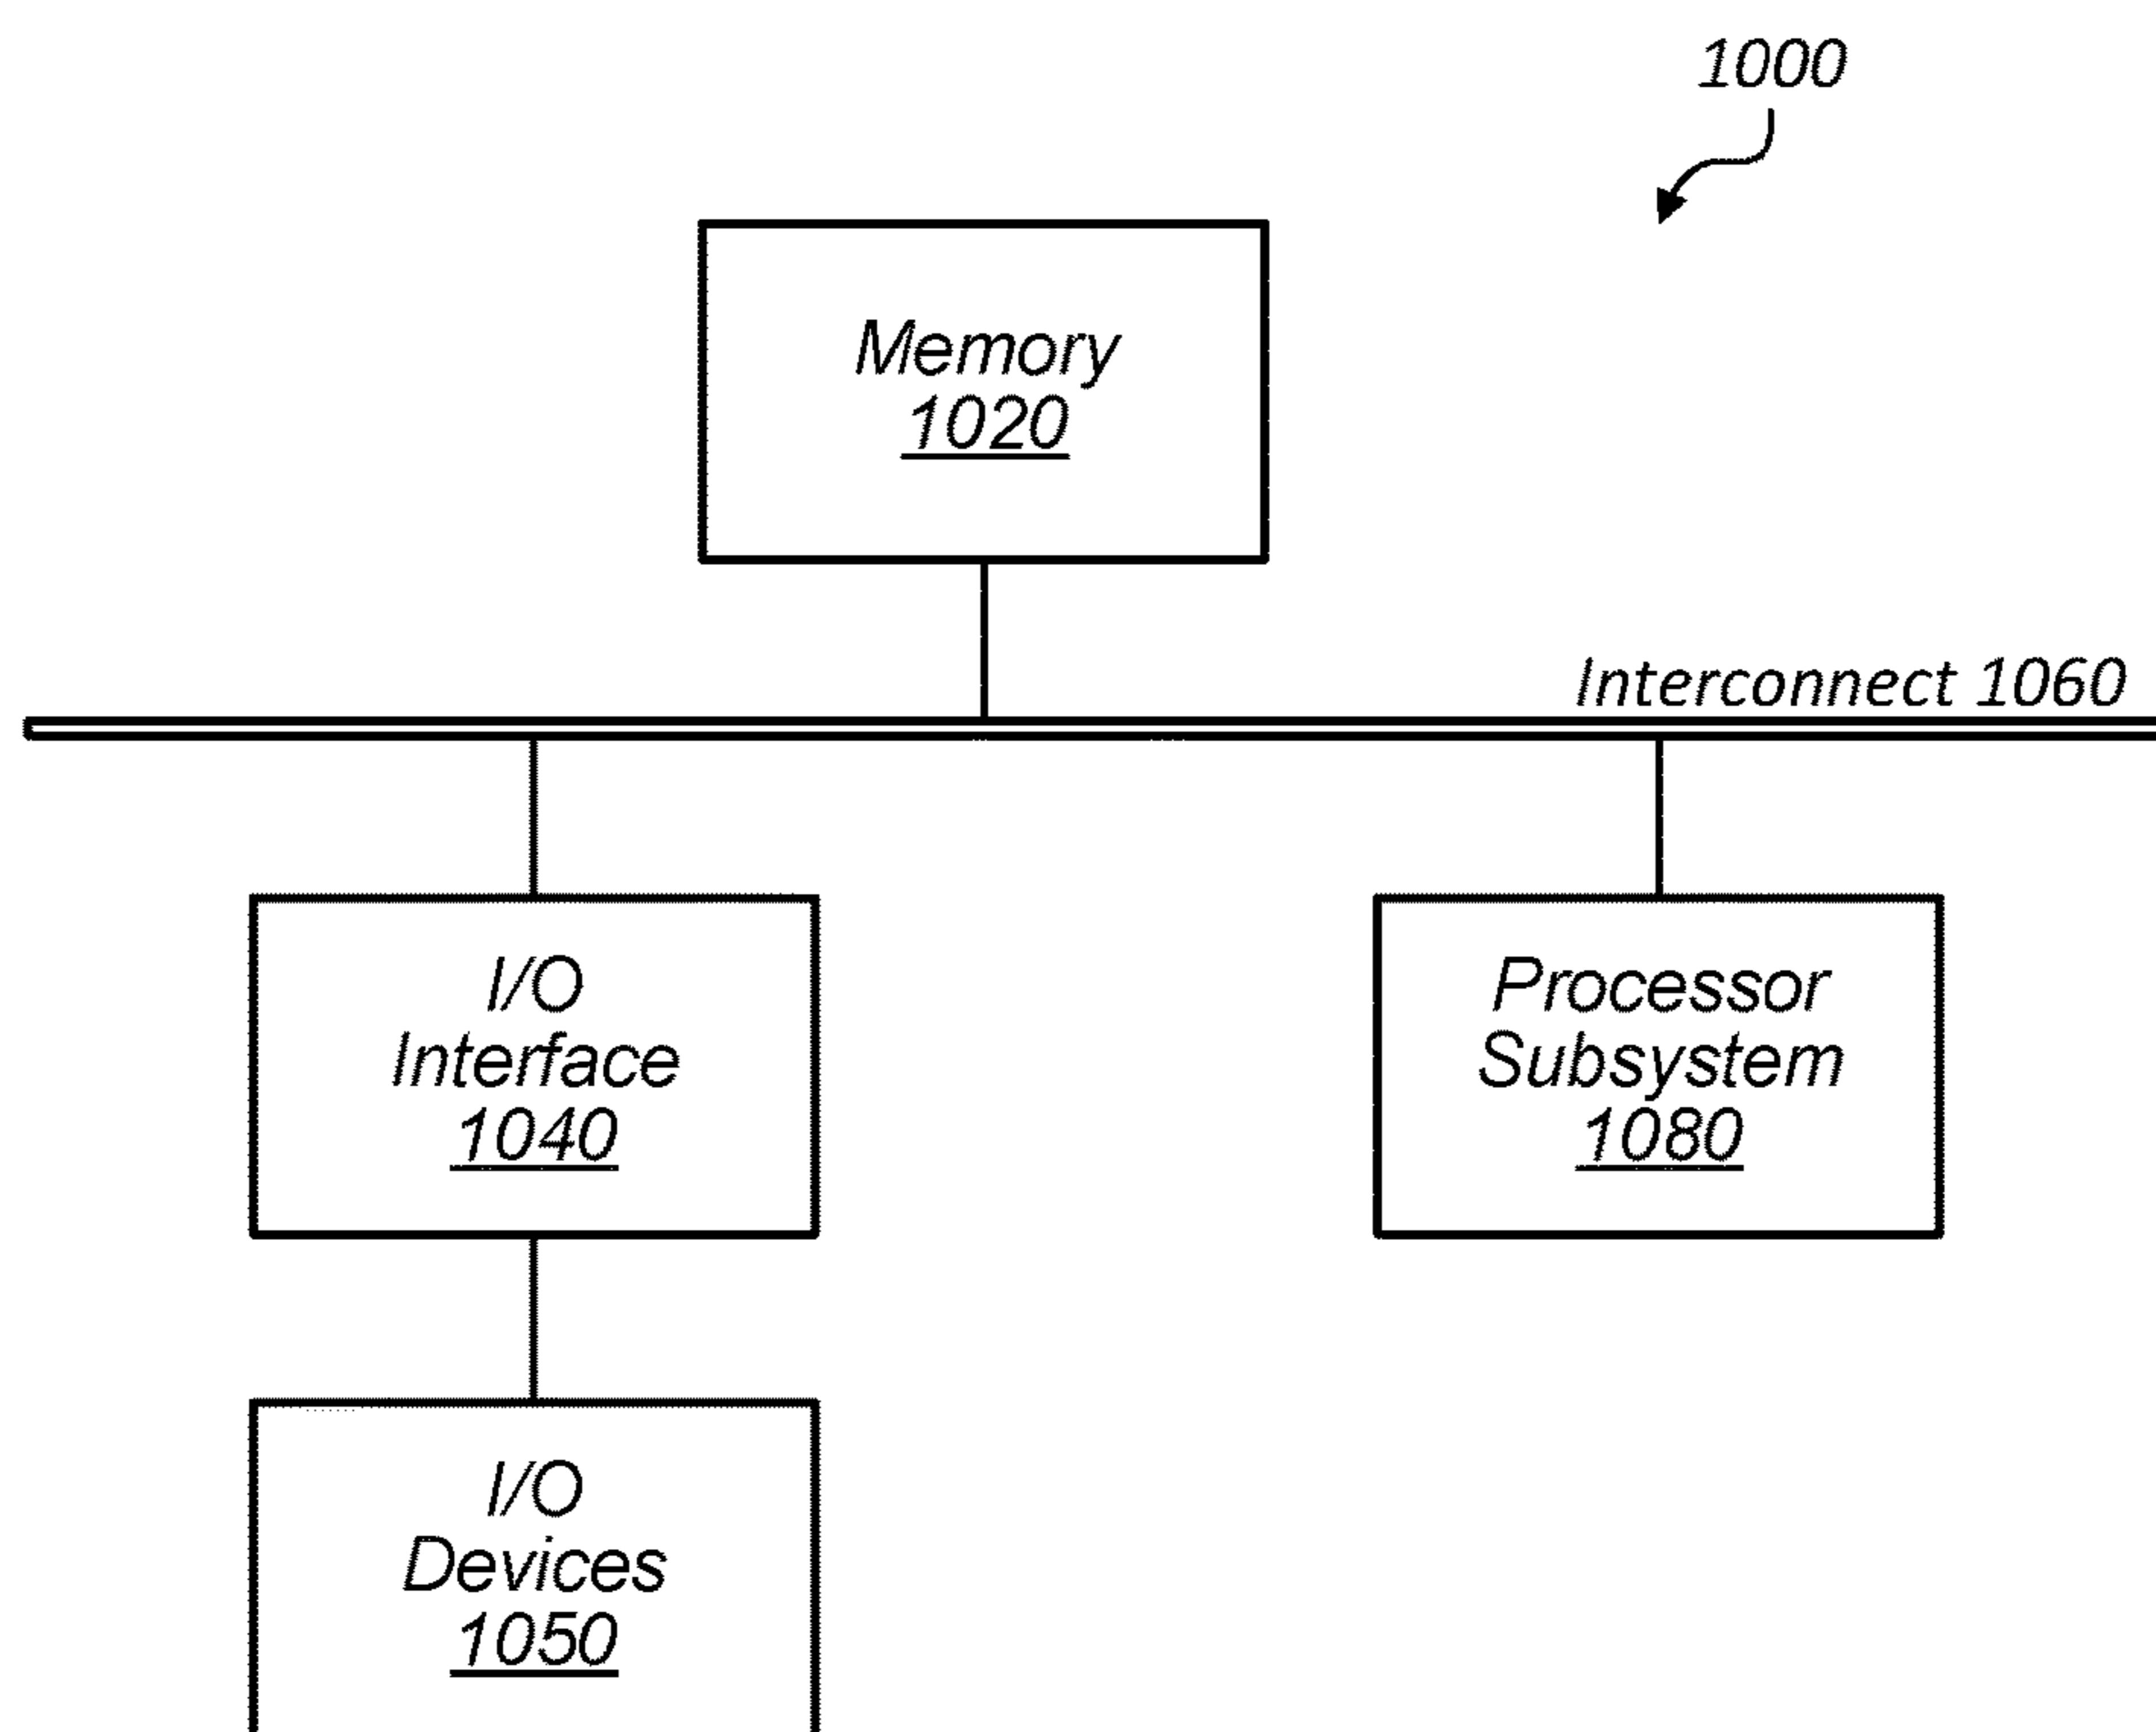 1000
Memory
1020
Interconnect 1060
I/O
Interface
1040
Processor
Subsystem
1080
I/O
Devices
1050